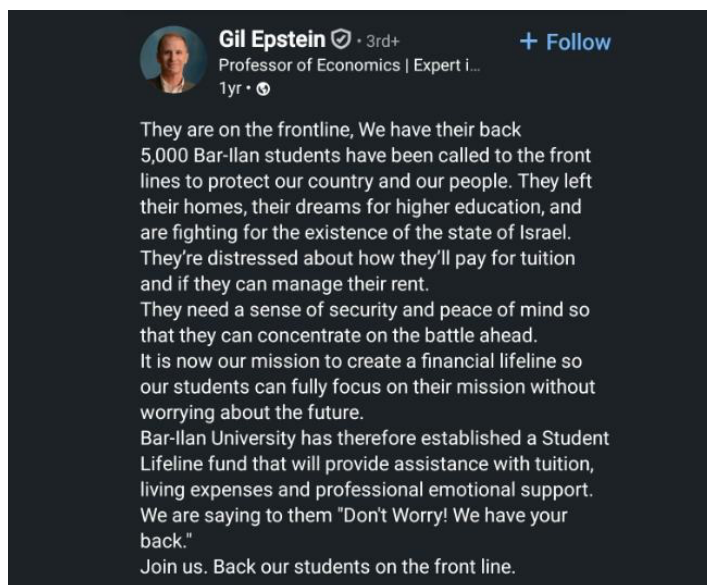 Gil Epstein · 3rd+
+ Follow
Professor of Economics | Expert i...
1yr •
They are on the frontline, We have their back
5,000 Bar-Ilan students have been called to the front
lines to protect our country and our people. They left
their homes, their dreams for higher education, and
are fighting for the existence of the state of Israel.
They’re distressed about how they’ll pay for tuition
and if they can manage their rent.
They need a sense of security and peace of mind so
that they can concentrate on the battle ahead.
It is now our mission to create a financial lifeline so
our students can fully focus on their mission without
worrying about the future.
Bar-Ilan University has therefore established a Student
Lifeline fund that will provide assistance with tuition,
living expenses and professional emotional support.
We are saying to them "Don't Worry! We have your
back."
Join us. Back our students on the front line.